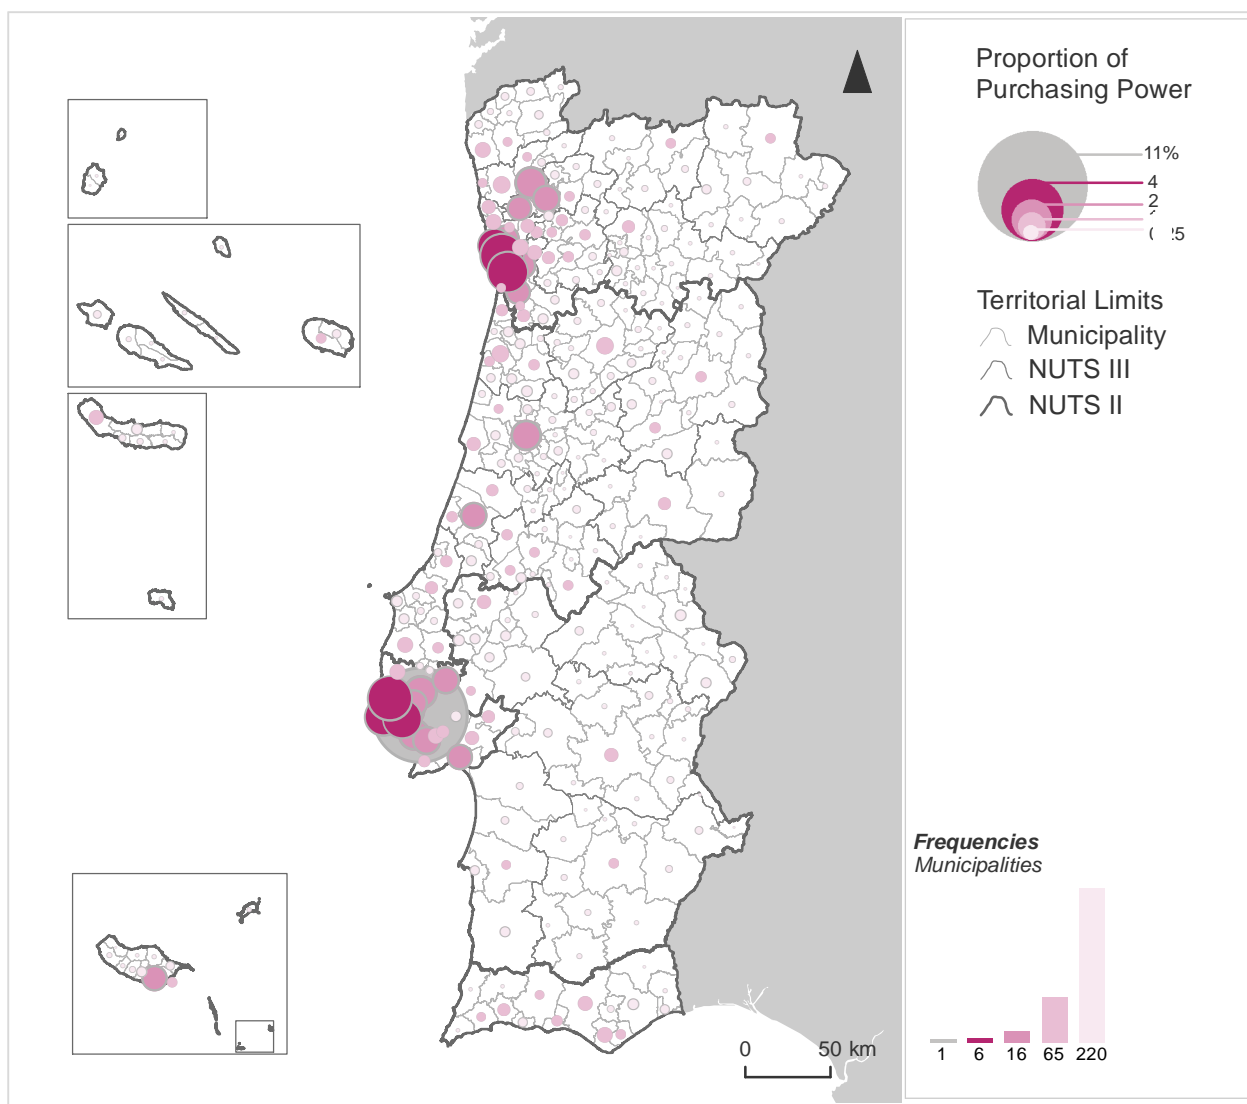 Proportion of
Purchasing Power
11%
4
2
Territorial Limits
Municipality
NUTS III
NUTS II
Frequencies
Municipalities
1 6 16 65 220
0 50 km